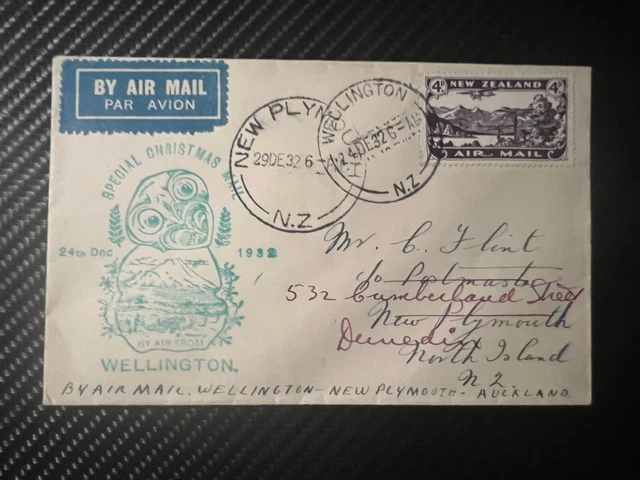 BY AIR MAIL
PAR AVION
NEW PLYM
29DE32 6-
N.Z.
WELLINGTON
24DE32 6-AM
N.Z.
NEW ZEALAND
4D 4D
AIR MAIL
SPECIAL CHRISTMAS MAIL
24th Dec 1932
BY AIR FROM
WELLINGTON.
Mr. C. Flint
c/o Postmaster
532 Cumberland Street
New Plymouth
Dunedin
North Island
N.Z.
BY AIR MAIL. WELLINGTON - NEW PLYMOUTH - AUCKLAND.